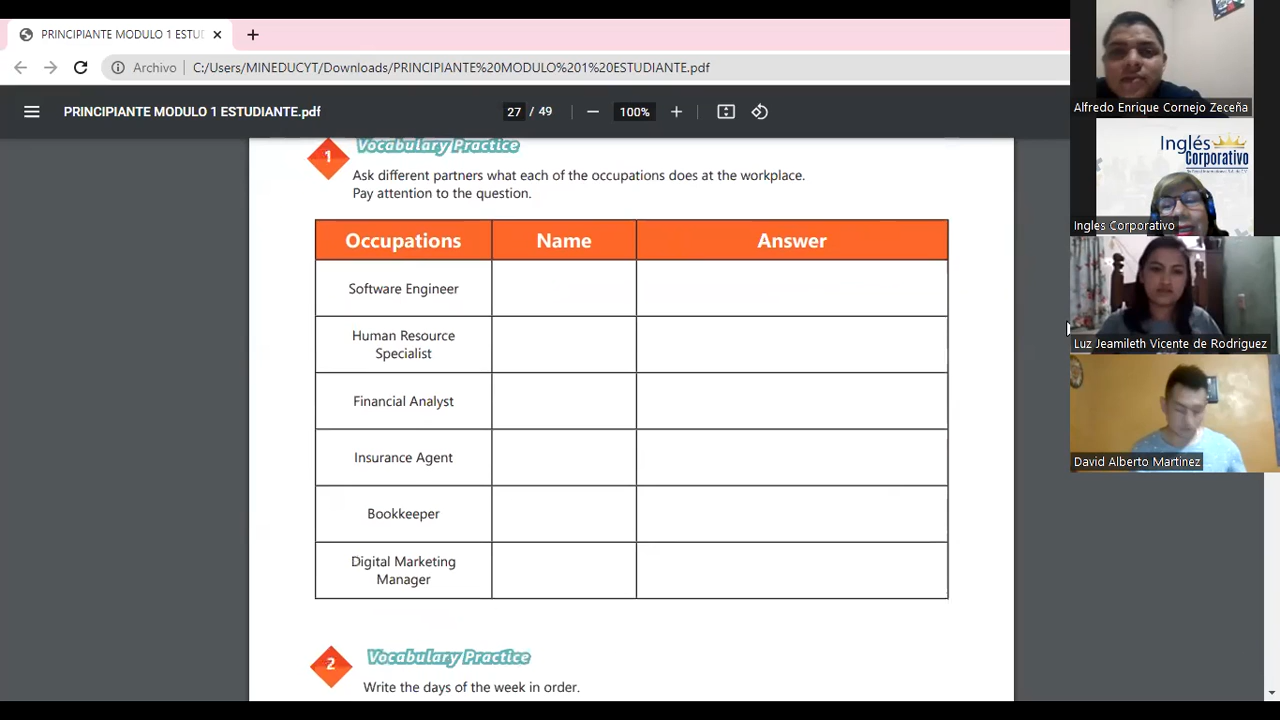 PRINCIPIANTE MODULO 1 ESTUD
Archivo
C:/Users/MINEDUCYT/Downloads/PRINCIPIANTE%20MODULO%201%20ESTUDIANTE.pdf
PRINCIPIANTE MODULO 1 ESTUDIANTE.pdf
27 / 49
100%
1
Vocabulary Practice
Ask different partners what each of the occupations does at the workplace.
Pay attention to the question.
Occupations Name Answer
Software Engineer
Human Resource
Specialist
Financial Analyst
Insurance Agent
Bookkeeper
Digital Marketing
Manager
2
Vocabulary Practice
Write the days of the week in order.
Alfredo Enrique Cornejo Zeceña
Inglés
Corporativo
Ingles Corporativo
Luz Jeamileth Vicente de Rodriguez
David Alberto Martinez